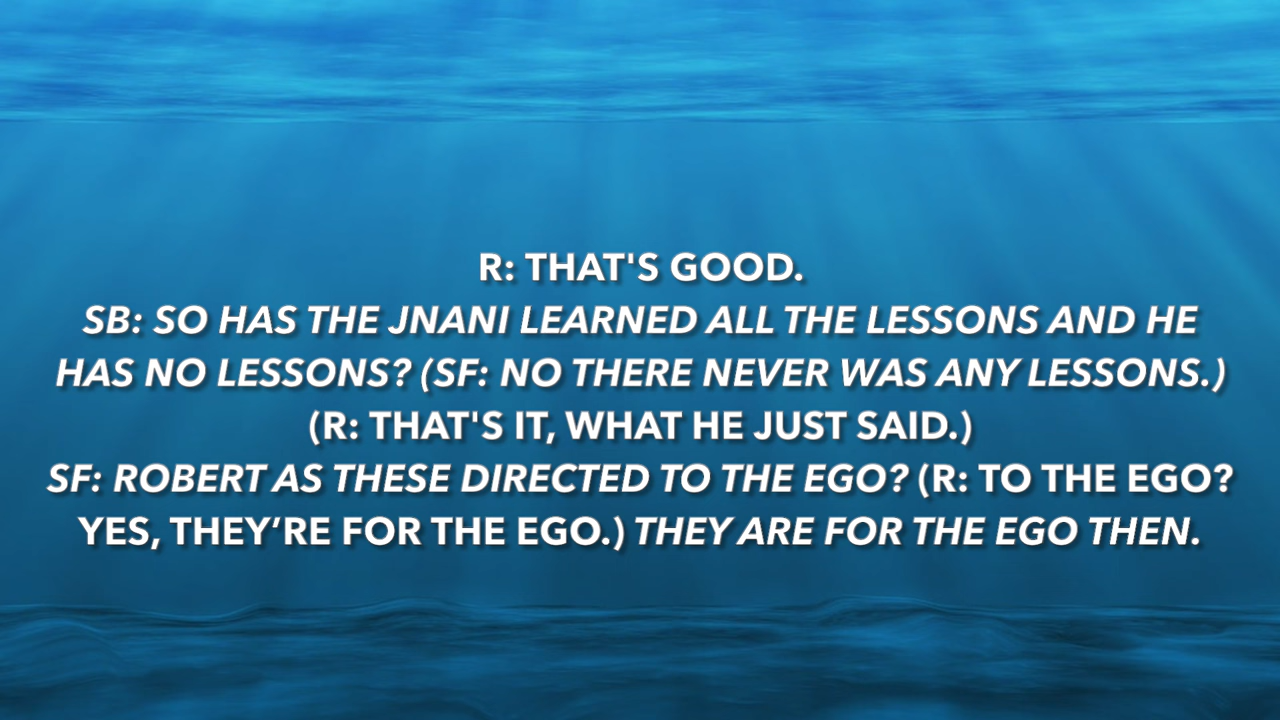 R: THAT'S GOOD.
SB: SO HAS THE JNANI LEARNED ALL THE LESSONS AND HE
HAS NO LESSONS? (SF: NO THERE NEVER WAS ANY LESSONS.)
(R: THAT'S IT, WHAT HE JUST SAID.)
SF: ROBERT AS THESE DIRECTED TO THE EGO? (R: TO THE EGO?
YES, THEY’RE FOR THE EGO.) THEY ARE FOR THE EGO THEN.